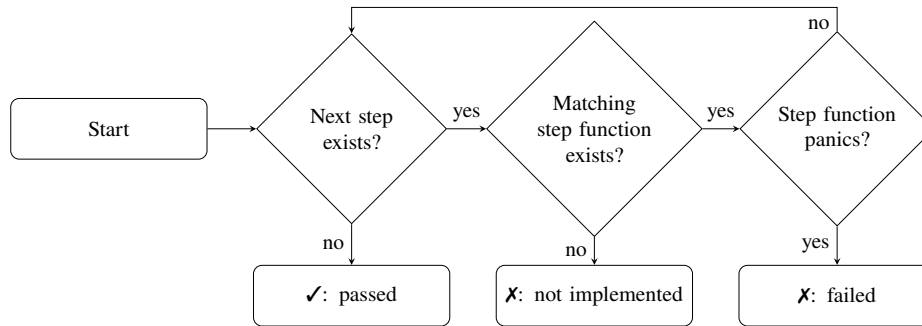 no
Start
Next step
exists?
yes
Matching
step function
exists?
yes
Step function
panics?
no
no
yes
✓: passed
✗: not implemented
✗: failed